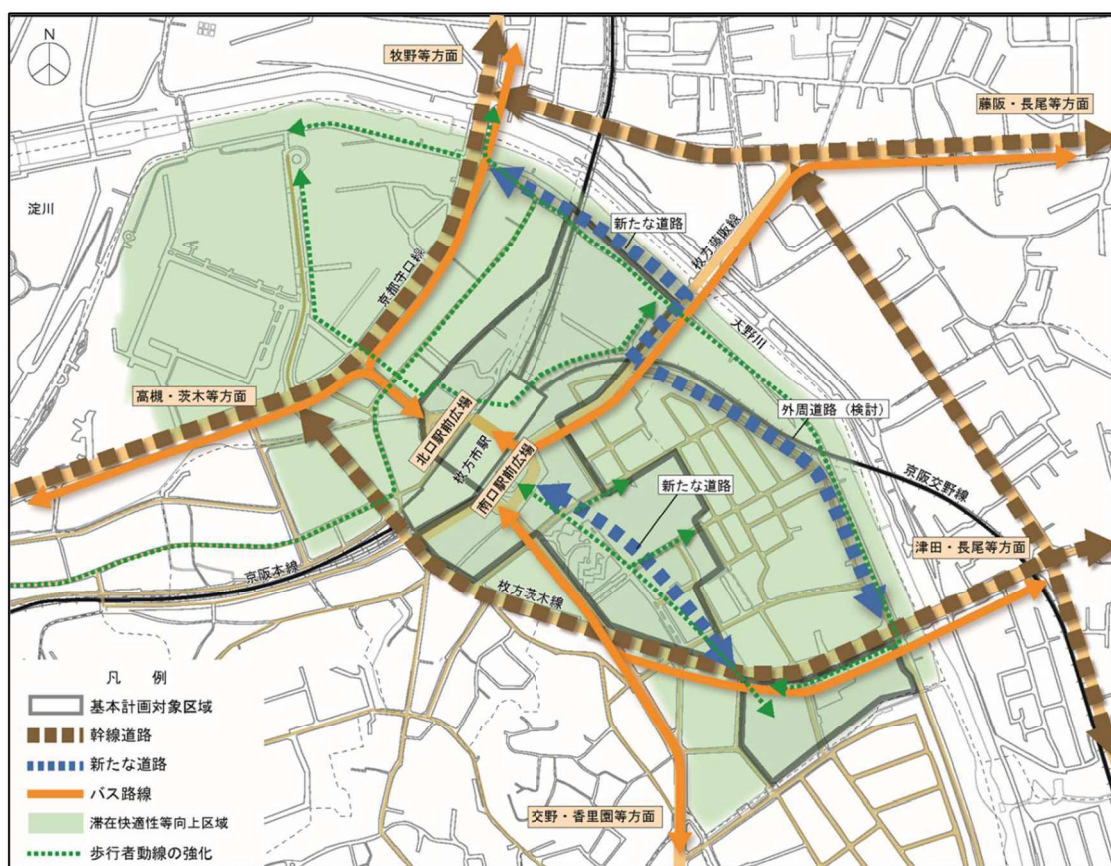 N
牧野等方面
藤阪・長尾等方面
淀川
新たな道路
枚方藤阪線
京都守口線
天野川
高槻・茨木等方面
北口駅前広場
枚方市駅
南口駅前広場
外周道路（検討）
新たな道路
京阪交野線
津田・長尾等方面
京阪本線
枚方茨木線
交野・香里園等方面
凡 例
基本計画対象区域
幹線道路
新たな道路
バス路線
滞在快適性等向上区域
歩行者動線の強化